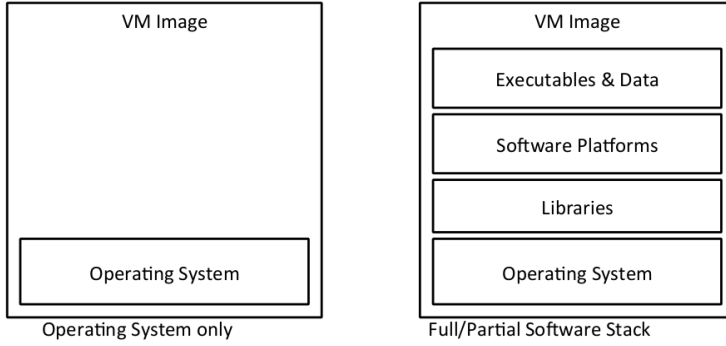 VM Image
Operating System
Operating System only
VM Image
Executables & Data
Software Platforms
Libraries
Operating System
Full/Partial Software Stack